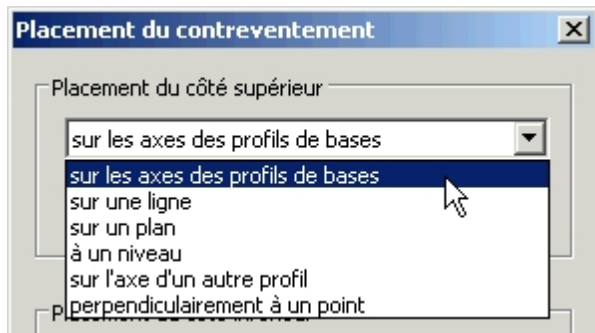 Placement du contreventement
Placement du côté supérieur
sur les axes des profils de bases
sur les axes des profils de bases
sur une ligne
sur un plan
à un niveau
sur l'axe d'un autre profil
perpendiculairement à un point